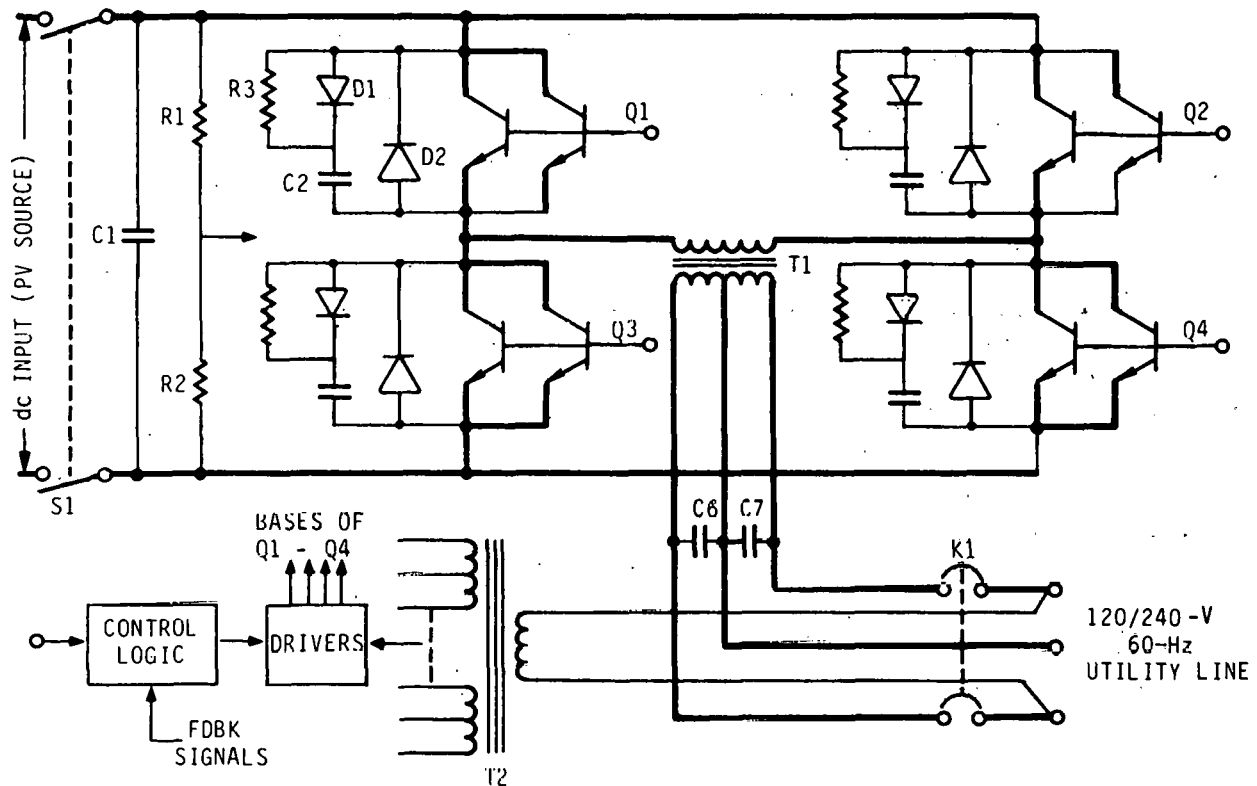 dc INPUT (PV SOURCE)
S1
C1
R1
R2
R3
D1
C2
D2
Q1
Q2
Q3
Q4
T1
C6
C7
K1
BASES OF
Q1 - Q4
CONTROL
LOGIC
DRIVERS
FDBK
SIGNALS
T2
120/240-V
60-Hz
UTILITY LINE